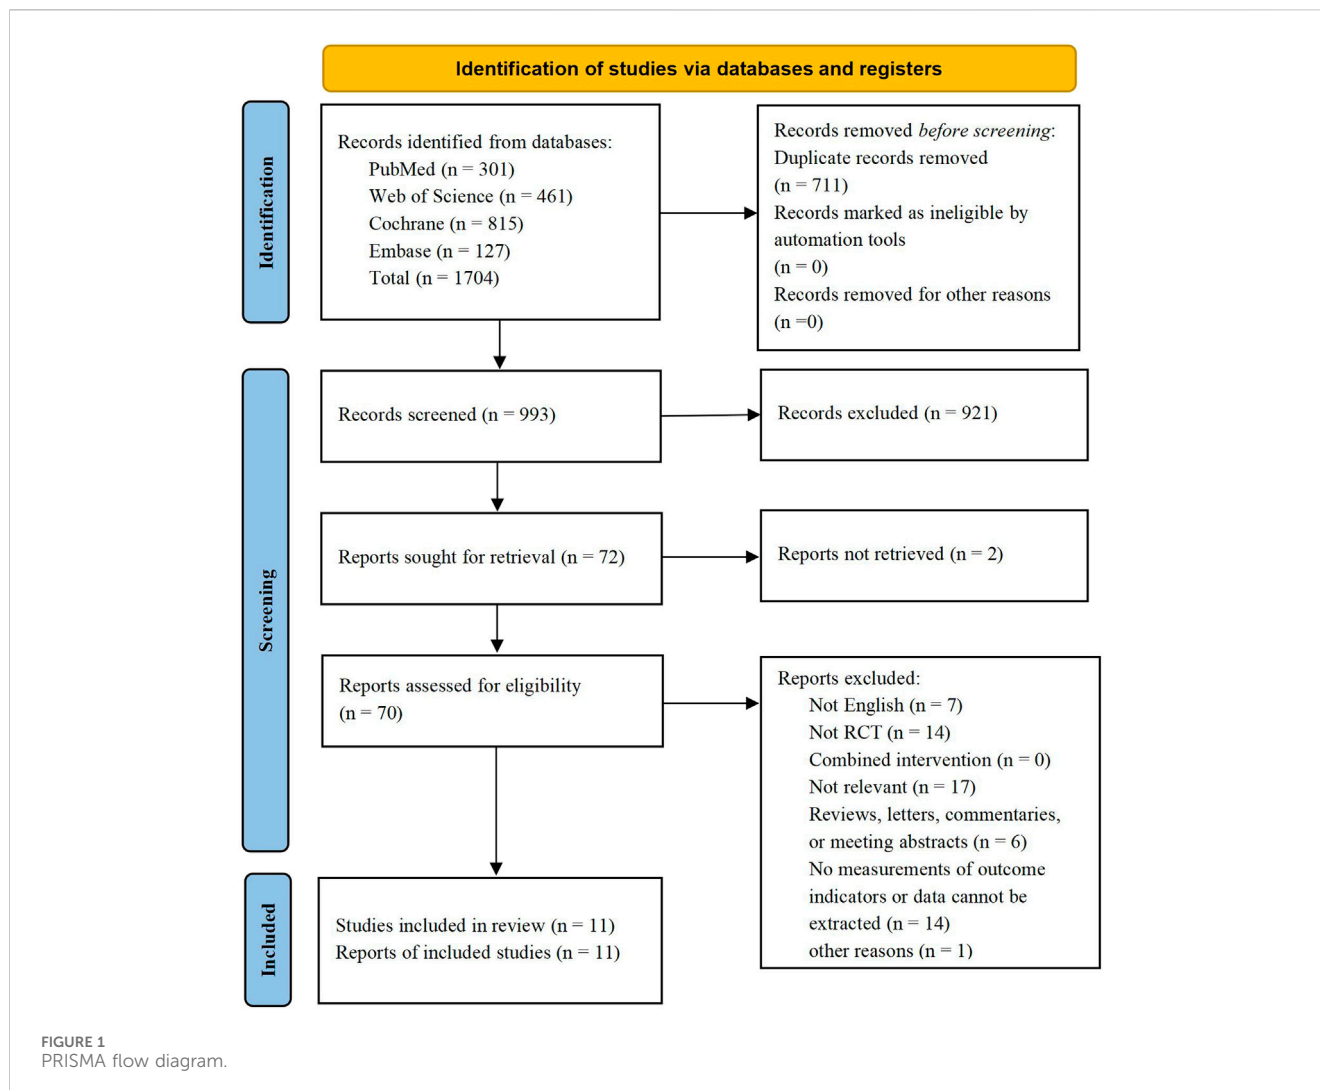 Identification of studies via databases and registers
Identification
Records identified from databases:
PubMed (n = 301)
Web of Science (n = 461)
Cochrane (n = 815)
Embase (n = 127)
Total (n = 1704)
Records removed before screening:
Duplicate records removed
(n = 711)
Records marked as ineligible by
automation tools
(n = 0)
Records removed for other reasons
(n =0)
Screening
Records screened (n = 993)
Records excluded (n = 921)
Reports sought for retrieval (n = 72)
Reports not retrieved (n = 2)
Reports assessed for eligibility
(n = 70)
Reports excluded:
Not English (n = 7)
Not RCT (n = 14)
Combined intervention (n = 0)
Not relevant (n = 17)
Reviews, letters, commentaries,
or meeting abstracts (n = 6)
No measurements of outcome
indicators or data cannot be
extracted (n = 14)
other reasons (n = 1)
Included
Studies included in review (n = 11)
Reports of included studies (n = 11)
FIGURE 1
PRISMA flow diagram.